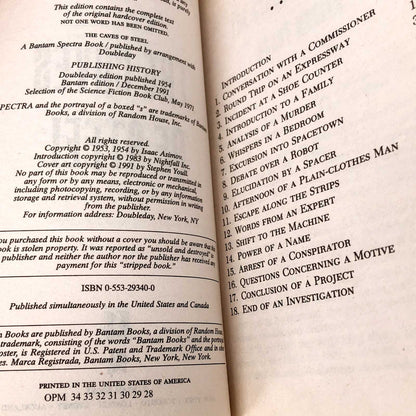 This edition contains the complete text
of the original hardcover edition.
NOT ONE WORD HAS BEEN OMITTED.
THE CAVES OF STEEL
A Bantam Spectra Book / published by arrangement with
Doubleday
PUBLISHING HISTORY
Doubleday edition published 1954
Bantam edition / December 1991
Selection of the Science Fiction Book Club, May 1971
SPECTRA and the portrayal of a boxed "s" are trademarks of Bantam
Books, a division of Random House, Inc.
All rights reserved.
Copyright © 1953, 1954 by Isaac Asimov.
Introduction copyright © 1983 by Nightfall Inc.
Cover art copyright © 1991 by Stephen Youll.
No part of this book may be reproduced or transmitted
in any form or by any means, electronic or mechanical,
including photocopying, recording, or by any information
storage and retrieval system, without permission in writing
from the publisher.
For information address: Doubleday, New York, NY
you purchased this book without a cover you should be aware that this
book is stolen property. It was reported as "unsold and destroyed" to
publisher and neither the author nor the publisher has received any
payment for this "stripped book."
ISBN 0-553-29340-0
Published simultaneously in the United States and Canada
Books are published by Bantam Books, a division of Random House
trademark, consisting of the words "Bantam Books" and the portrayal
ooster, is Registered in U.S. Patent and Trademark Office and in other
es. Marca Registrada, Bantam Books, New York, New York.
PRINTED IN THE UNITED STATES OF AMERICA
OPM 34 33 32 31 30 29 28
Introduction
1. CONVERSATION WITH A COMMISSIONER
2. ROUND TRIP ON AN EXPRESSWAY
3. INCIDENT AT A SHOE COUNTER
4. INTRODUCTION TO A FAMILY
5. ANALYSIS OF A MURDER
6. WHISPERS IN A BEDROOM
7. EXCURSION INTO SPACETOWN
8. DEBATE OVER A ROBOT
9. ELUCIDATION BY A SPACER
10. AFTERNOON OF A PLAIN-CLOTHES MAN
11. ESCAPE ALONG THE STRIPS
12. WORDS FROM AN EXPERT
13. SHIFT TO THE MACHINE
14. POWER OF A NAME
15. ARREST OF A CONSPIRATOR
16. QUESTIONS CONCERNING A MOTIVE
17. CONCLUSION OF A PROJECT
18. END OF AN INVESTIGATION